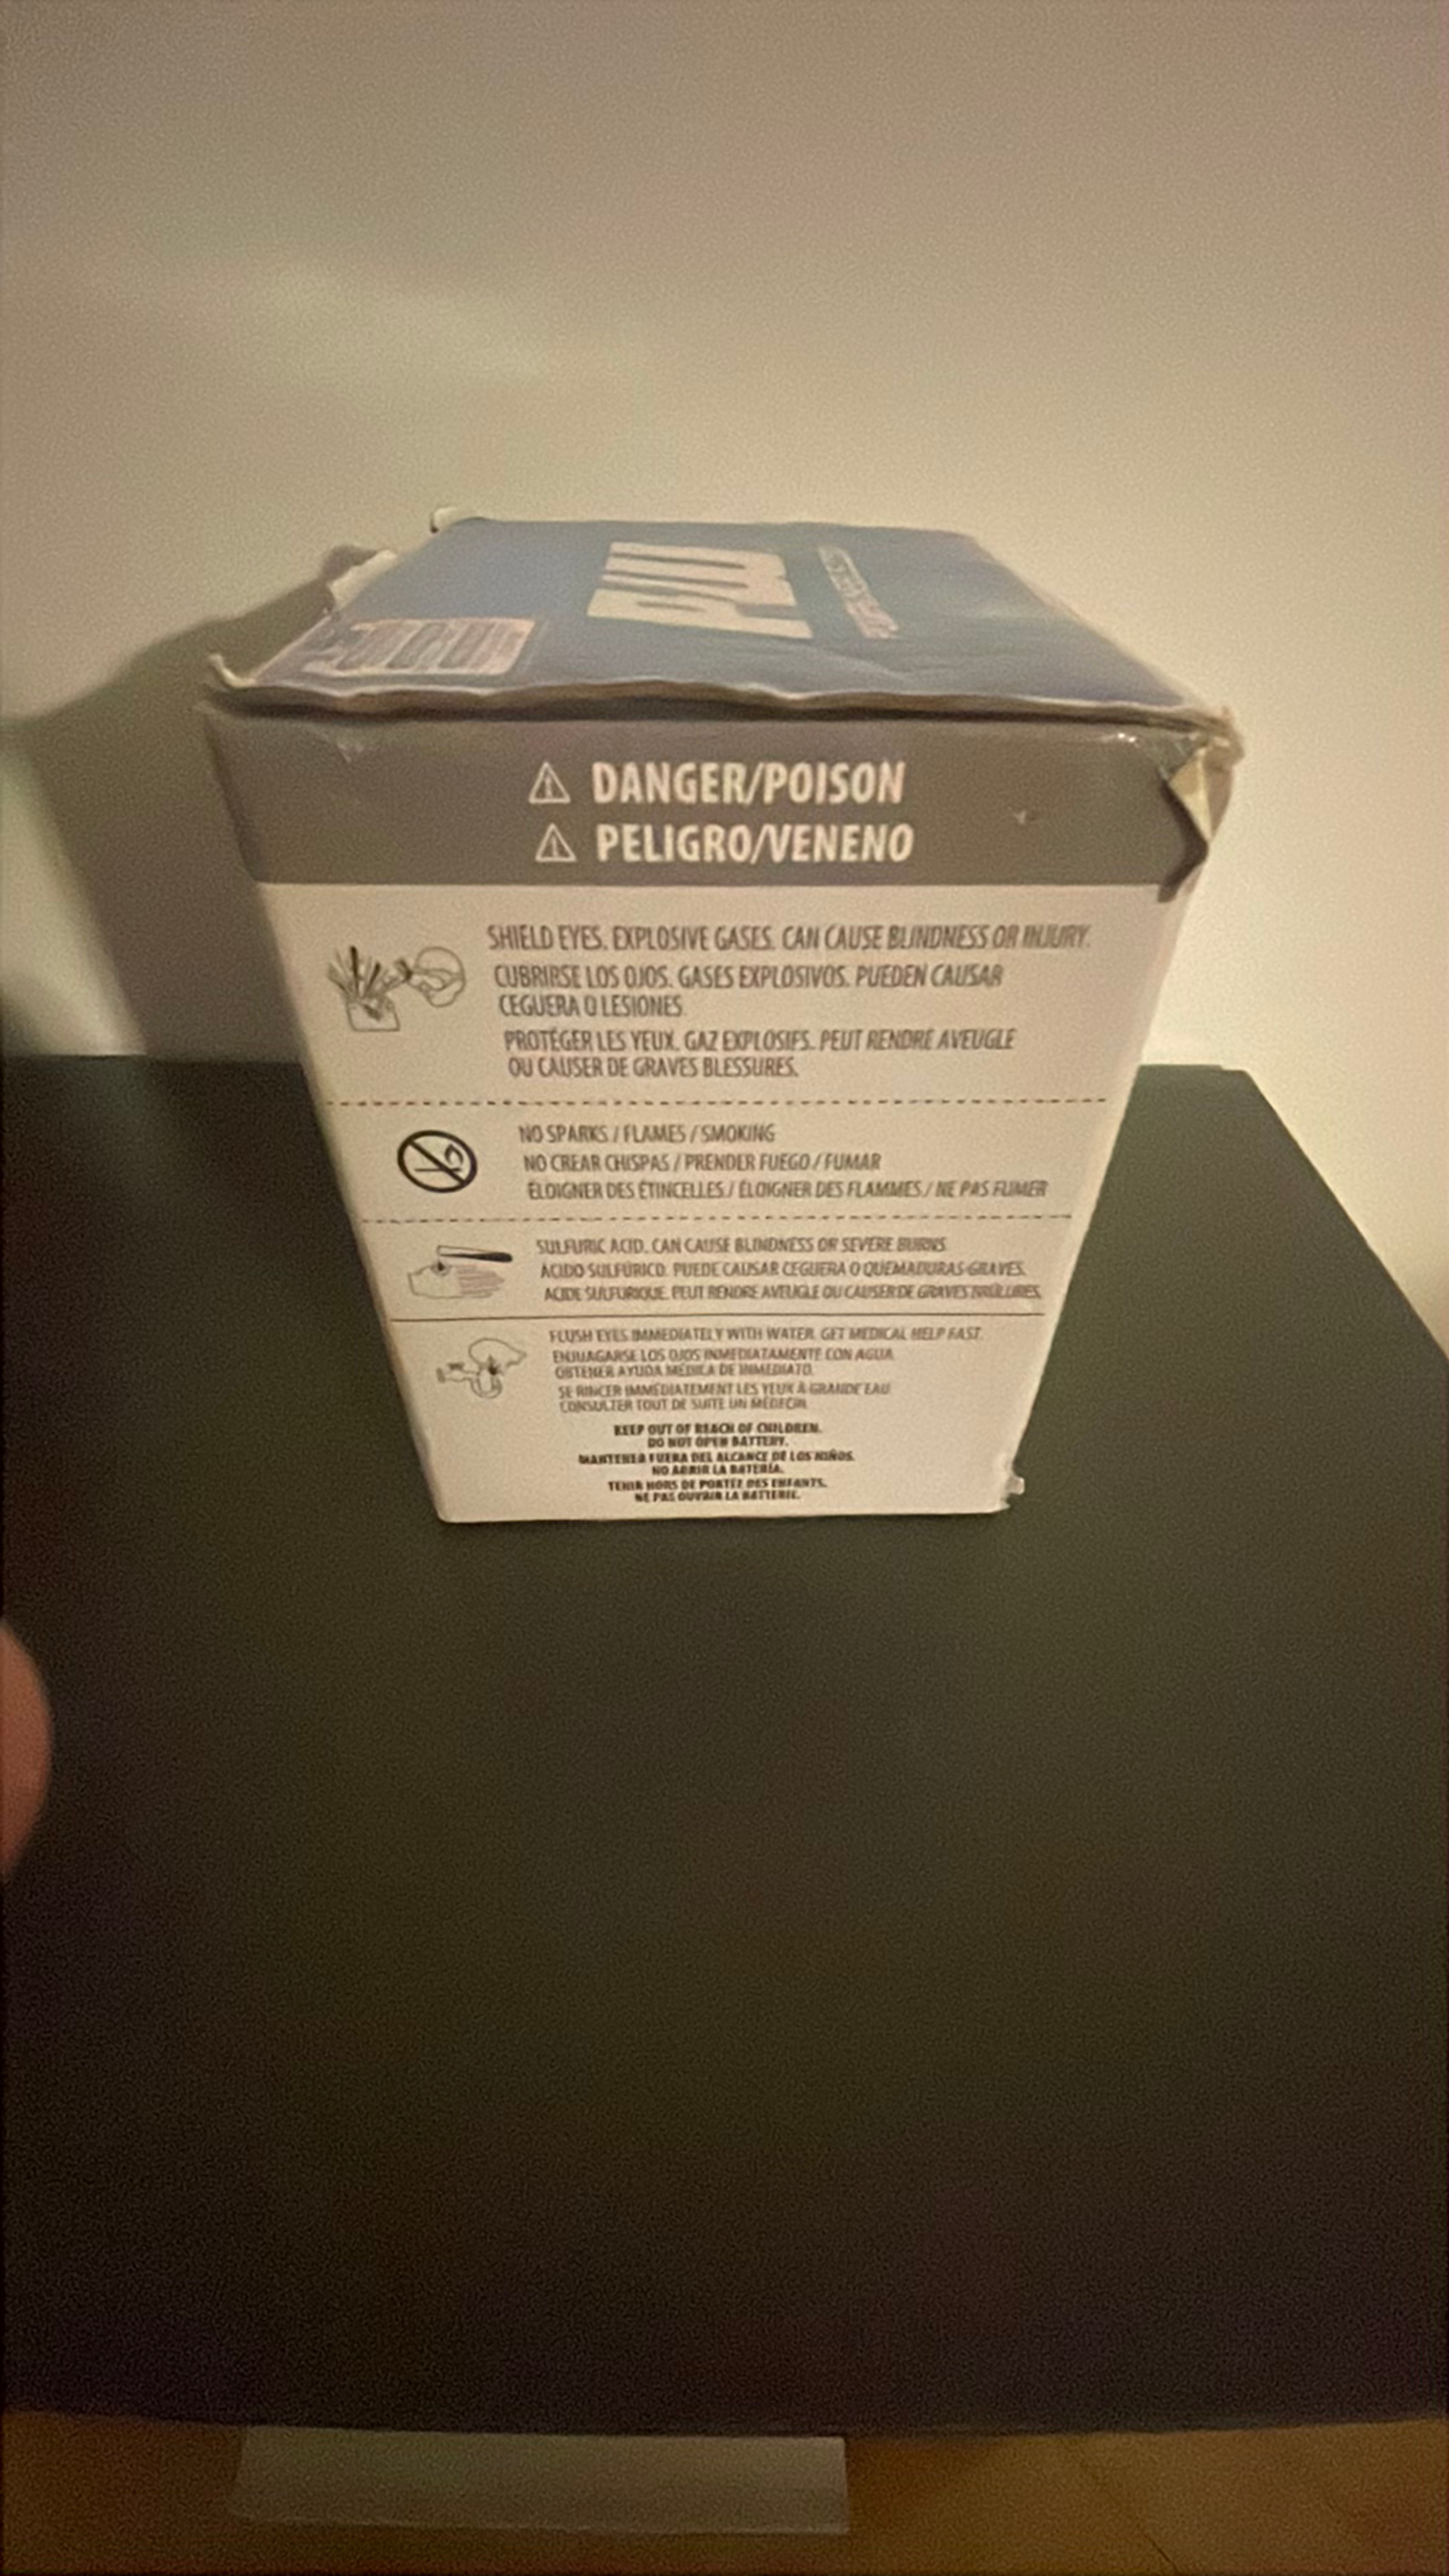 DANGER/POISON
PELIGRO/VENENO
SHIELD EYES. EXPLOSIVE GASES. CAN CAUSE BLINDNESS OR INJURY.
CUBRIRSE LOS OJOS. GASES EXPLOSIVOS. PUEDEN CAUSAR
CEGUERA O LESIONES.
PROTÉGER LES YEUX. GAZ EXPLOSIFS. PEUT RENDRE AVEUGLE
OU CAUSER DE GRAVES BLESSURES.
NO SPARKS / FLAMES / SMOKING
NO CREAR CHISPAS / PRENDER FUEGO / FUMAR
ÉLOIGNER DES ÉTINCELLES / ÉLOIGNER DES FLAMMES / NE PAS FUMER
SULFURIC ACID. CAN CAUSE BLINDNESS OR SEVERE BURNS.
ÁCIDO SULFÚRICO. PUEDE CAUSAR CEGUERA O QUEMADURAS GRAVES.
ACIDE SULFURIQUE. PEUT RENDRE AVEUGLE OU CAUSER DE GRAVES BRÛLURES.
FLUSH EYES IMMEDIATELY WITH WATER. GET MEDICAL HELP FAST.
ENJUAGARSE LOS OJOS INMEDIATAMENTE CON AGUA.
OBTENER AYUDA MÉDICA DE INMEDIATO.
SE RINCER IMMÉDIATEMENT LES YEUX À GRANDE EAU.
CONSULTER TOUT DE SUITE UN MÉDECIN.
KEEP OUT OF REACH OF CHILDREN.
DO NOT OPEN BATTERY.
MANTENER FUERA DEL ALCANCE DE LOS NIÑOS.
NO ABRIR LA BATERÍA.
TENIR HORS DE PORTÉE DES ENFANTS.
NE PAS OUVRIR LA BATTERIE.